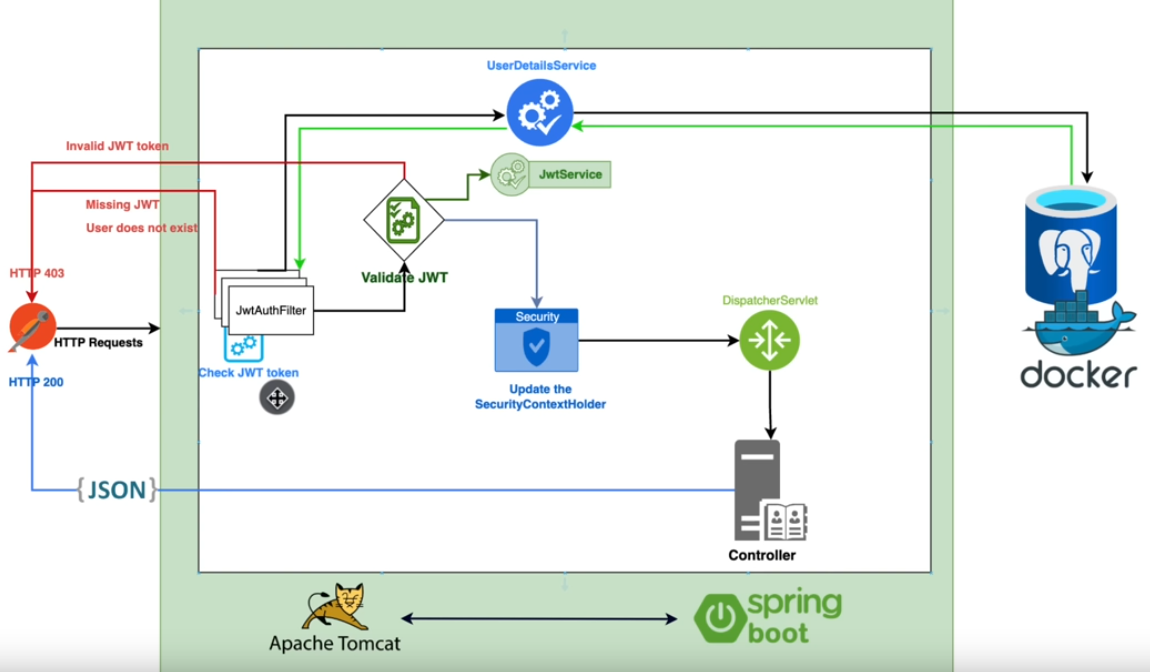 UserDetailsService
Invalid JWT token
JwtService
Missing JWT
User does not exist
HTTP 403
Validate JWT
JwtAuthFilter
DispatcherServlet
Security
HTTP Requests
Check JWT token
HTTP 200
Update the
SecurityContextHolder
docker
{JSON}
Controller
Apache Tomcat
spring
boot